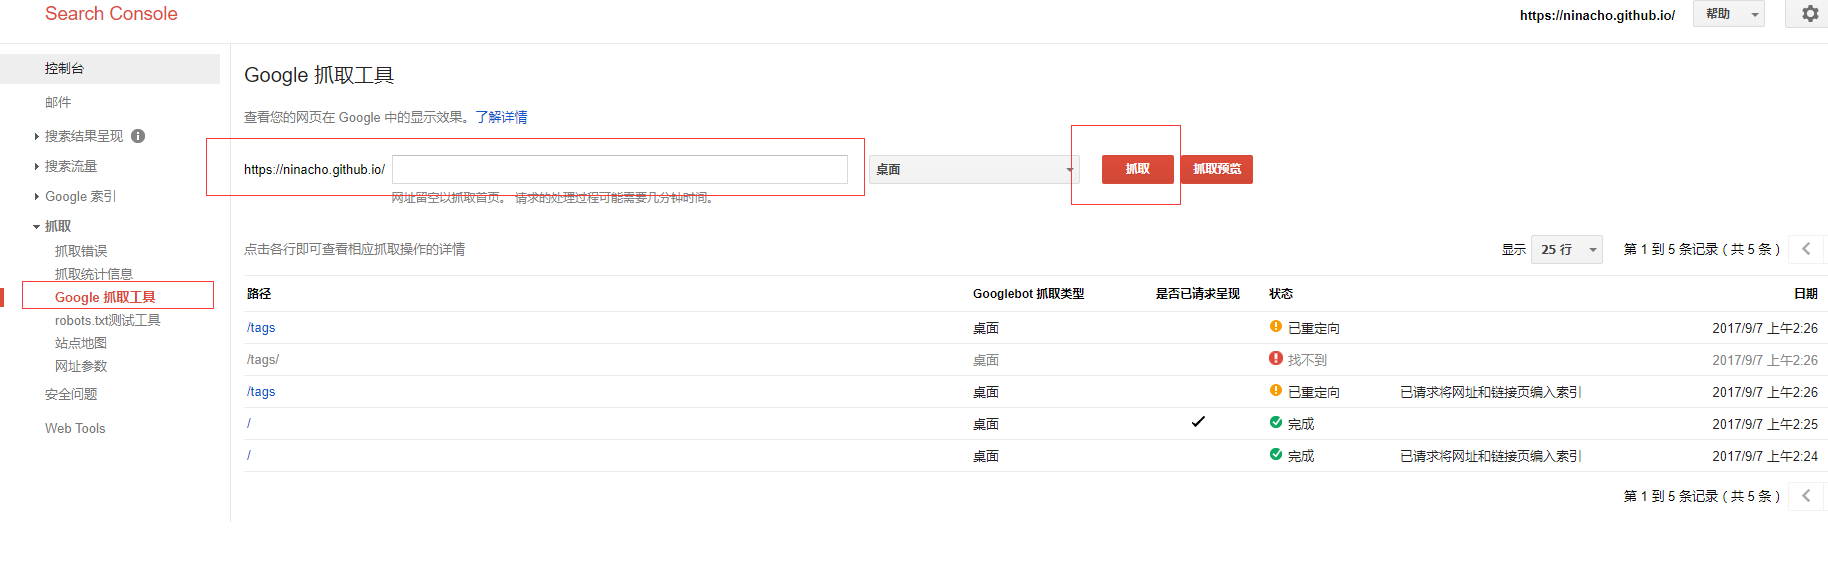 Search Console
https://ninacho.github.io/ 帮助
控制台
邮件
搜索结果呈现
搜索流量
Google 索引
抓取
抓取错误
抓取统计信息
Google 抓取工具
robots.txt测试工具
站点地图
网址参数
安全问题
Web Tools
Google 抓取工具
查看您的网页在 Google 中的显示效果。了解详情
https://ninacho.github.io/ 桌面 抓取 抓取预览
网址留空以抓取首页。 请求的处理过程可能需要几分钟时间。
点击各行即可查看相应抓取操作的详情 显示 25 行 第 1 到 5 条记录 ( 共 5 条 )
路径 Googlebot 抓取类型 是否已请求呈现 状态 日期
/tags 桌面 已重定向 2017/9/7 上午2:26
/tags/ 桌面 找不到 2017/9/7 上午2:26
/tags 桌面 已重定向 已请求将网址和链接页编入索引 2017/9/7 上午2:26
/ 桌面 完成 2017/9/7 上午2:25
/ 桌面 完成 已请求将网址和链接页编入索引 2017/9/7 上午2:24
第 1 到 5 条记录 ( 共 5 条 )